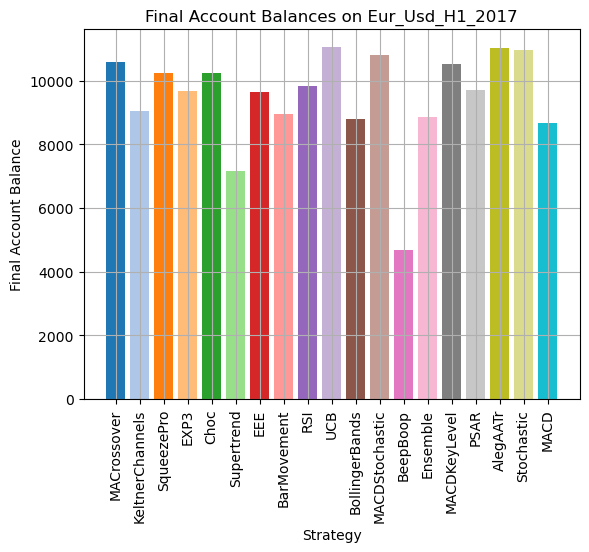 Final Account Balances on Eur_Usd_H1_2017
Final Account Balance
10000
8000
6000
4000
2000
0
MACrossover
KeltnerChannels
SqueezePro
EXP3
Choc
Supertrend
EEE
BarMovement
RSI
UCB
BollingerBands
MACDStochastic
BeepBoop
Ensemble
MACDKeyLevel
PSAR
AlegAATr
Stochastic
MACD
Strategy